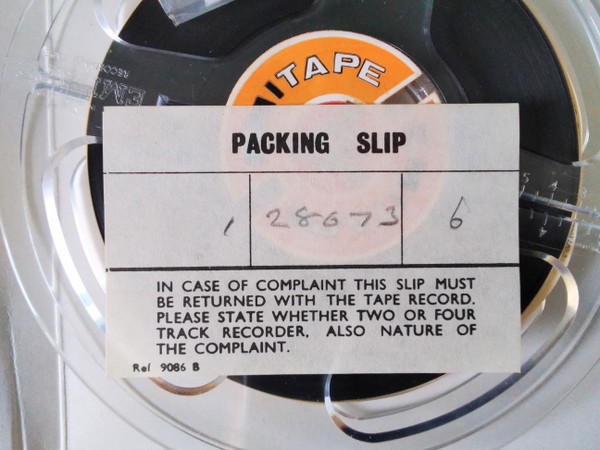 TAPE
EMI
PACKING SLIP
, 28673 6
IN CASE OF COMPLAINT THIS SLIP MUST
BE RETURNED WITH THE TAPE RECORD.
PLEASE STATE WHETHER TWO OR FOUR
TRACK RECORDER, ALSO NATURE OF
THE COMPLAINT.
Ref 9086 B